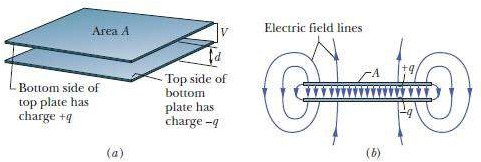 Area A
V
d
Bottom side of
top plate has
charge +q
Top side of
bottom
plate has
charge –q
(a)
Electric field lines
A
+q
–q
(b)